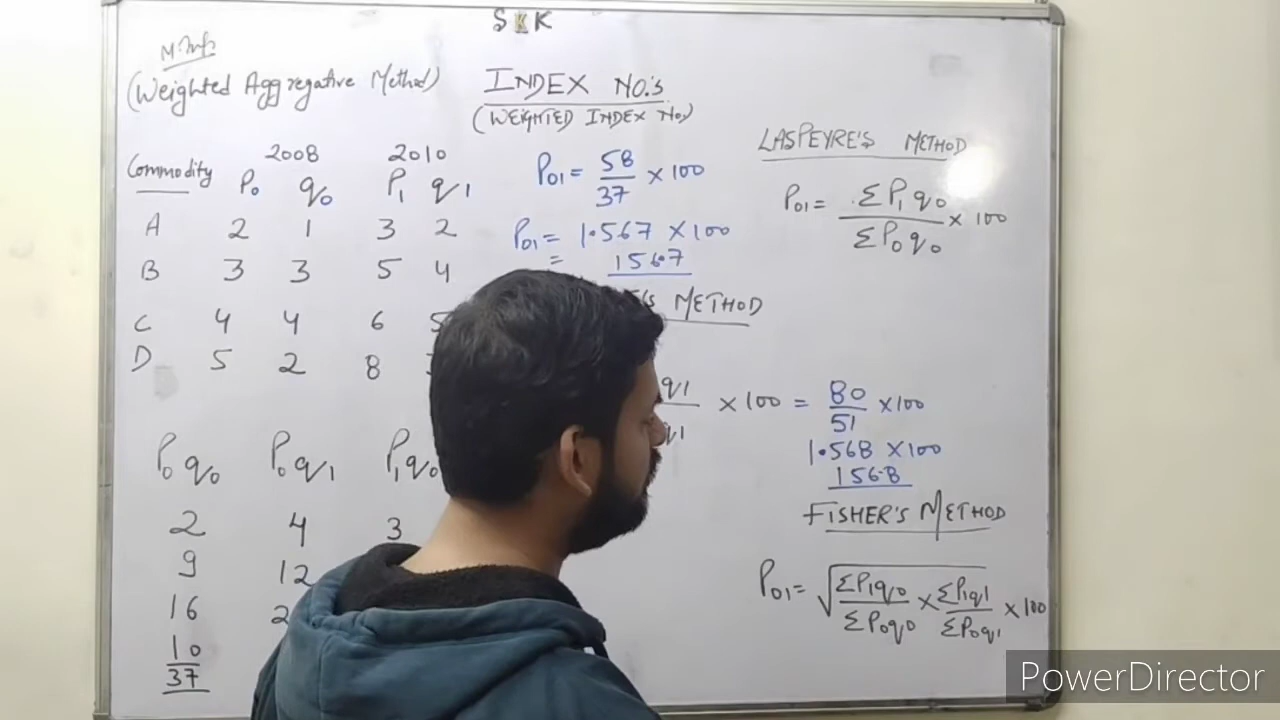 SKK
(Weighted Aggregative Method)
INDEX NO.'S
(WEIGHTED INDEX No.)
2008 2010
Commodity P₀ q₀ P₁ q₁
A 2 1 3 2
B 3 3 5 4
C 4 4 6 5
D 5 2 8
P₀q₀ P₀q₁ P₁q₀
2 4 3
9 12
16 2
10
37
P₀₁ = 58/37 × 100
P₀₁ = 1.567 × 100
= 156.7
'S METHOD
q₁/q₁ × 100 = 80/51 × 100
1.568 × 100
156.8
LASPEYRE'S METHOD
P₀₁ = ΣP₁q₀/ΣP₀q₀ × 100
FISHER'S METHOD
P₀₁ = √(ΣP₁q₀/ΣP₀q₀ × ΣP₁q₁/ΣP₀q₁) × 100
PowerDirector